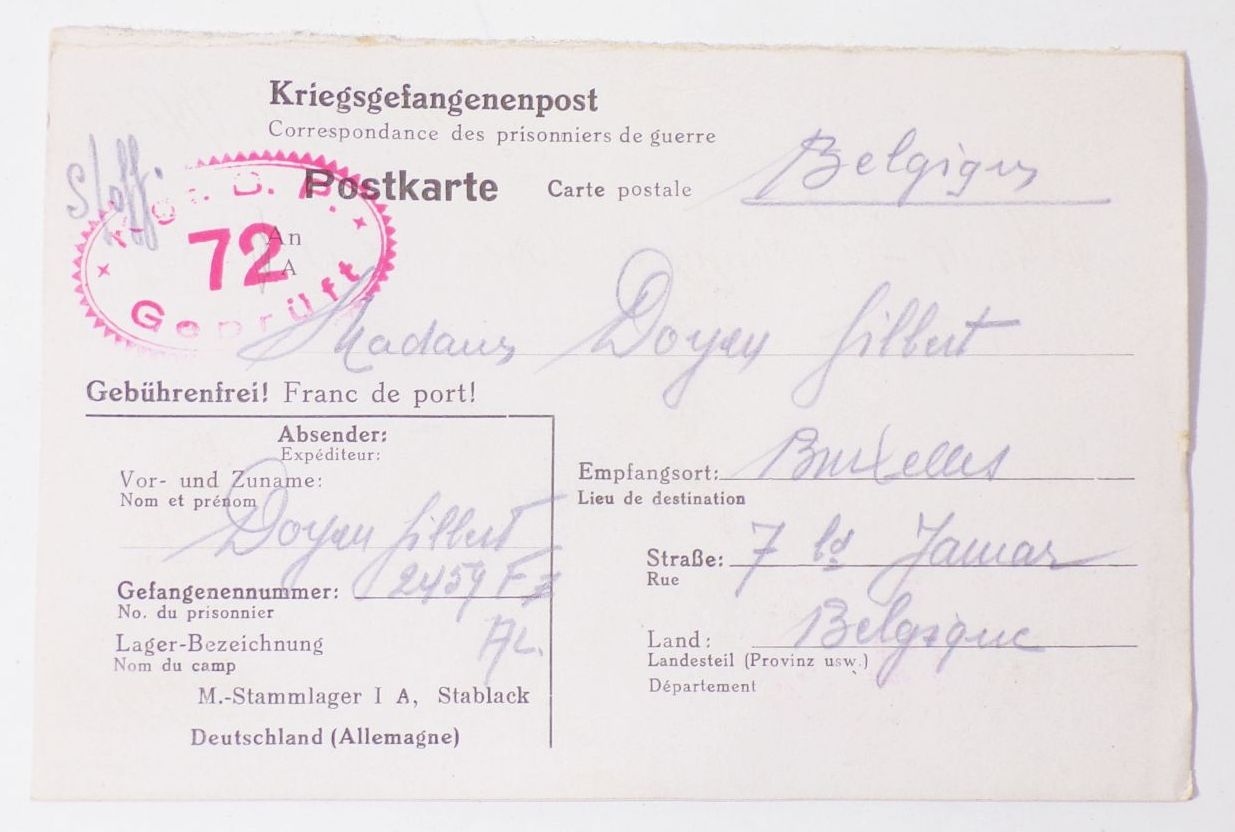 Kriegsgefangenenpost
Correspondance des prisonniers de guerre
Belgique
Postkarte Carte postale
72
Geprüft
An
A
Madame Doyen Gilbert
Gebührenfrei! Franc de port!
Absender:
Expéditeur:
Vor- und Zuname:
Nom et prénom
Doyen Gilbert
Gefangenennummer: 2459
No. du prisonnier
Lager-Bezeichnung
Nom du camp
M.-Stammlager I A, Stablack
Deutschland (Allemagne)
Empfangsort: Bruxelles
Lieu de destination
Straße: 7 Bd Jamar
Rue
Land: Belgique
Landesteil (Provinz usw.)
Département